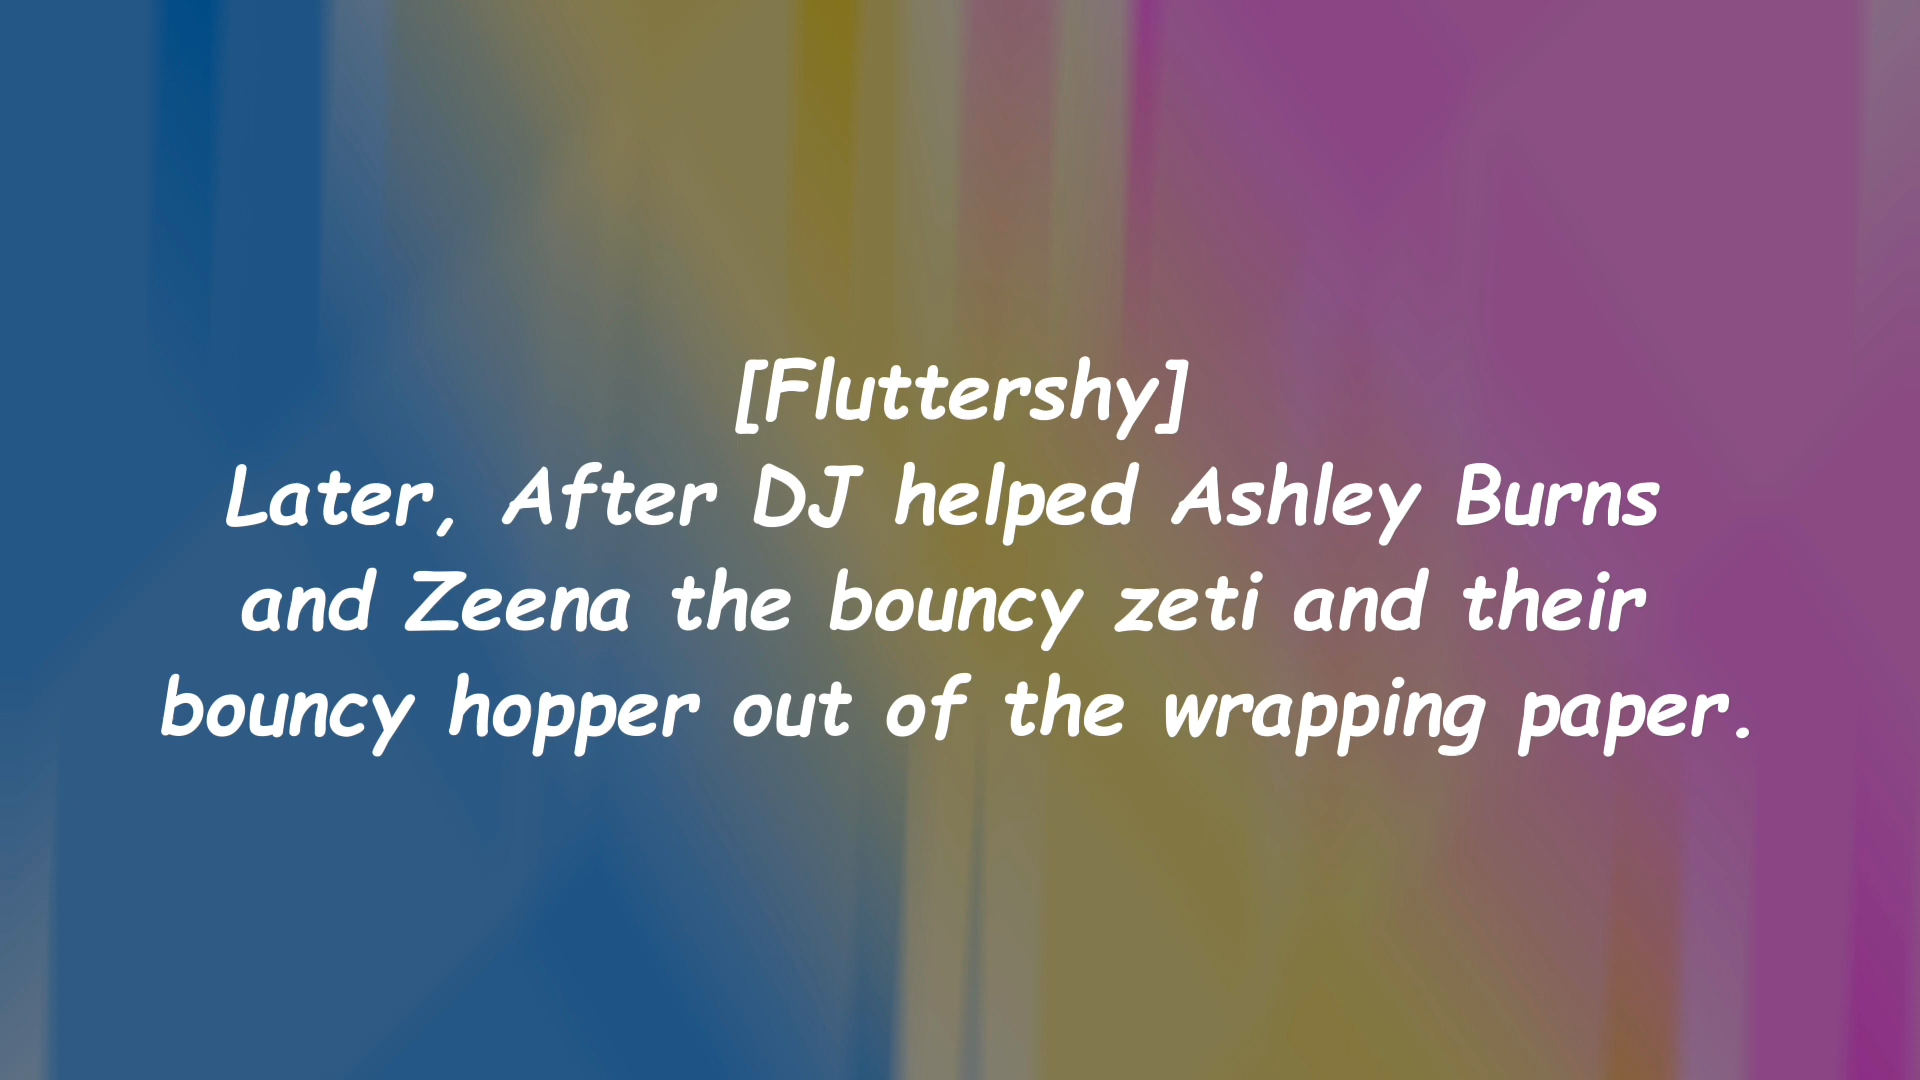 [Fluttershy]
Later, After DJ helped Ashley Burns
and Zeena the bouncy zeti and their
bouncy hopper out of the wrapping paper.